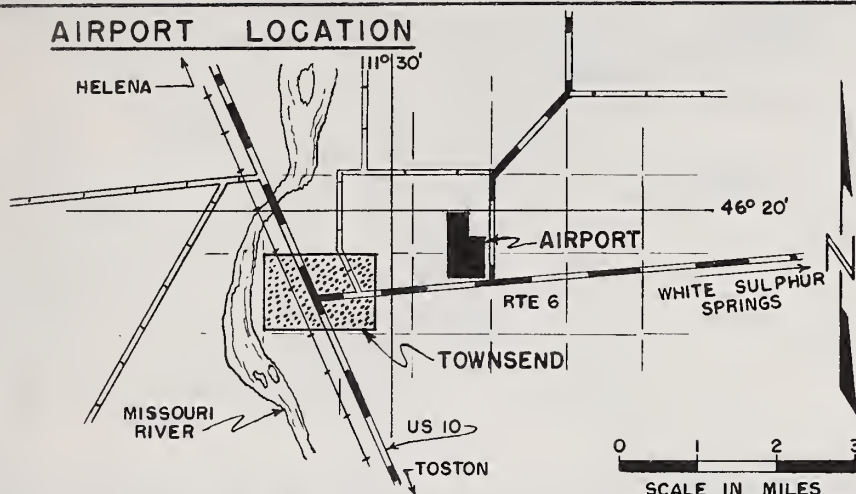 AIRPORT LOCATION
111° 30'
HELENA
46° 20'
AIRPORT
N
RTE 6
WHITE SULPHUR
SPRINGS
TOWNSEND
MISSOURI
RIVER
US 10
TOSTON
0 1 2 3
SCALE IN MILES